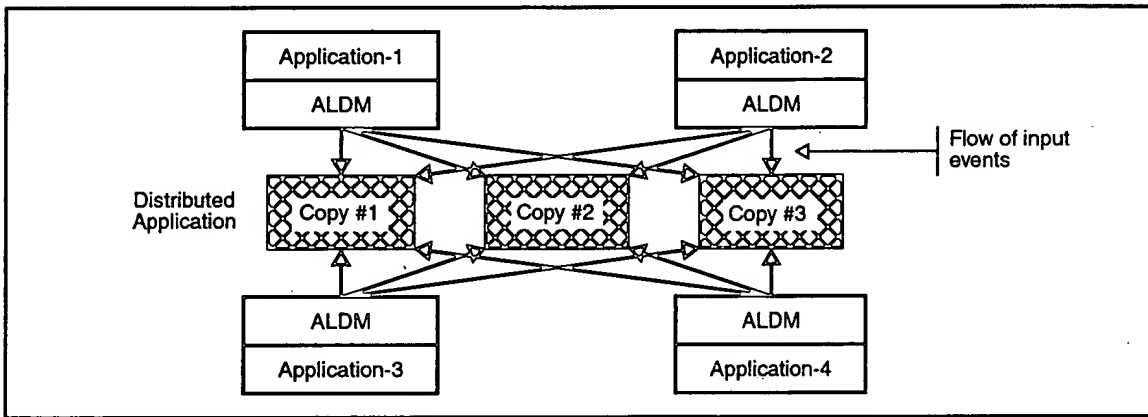 Application-1
Application-2
ALDM
ALDM
Flow of input
events
Distributed
Application
Copy #1
Copy #2
Copy #3
ALDM
ALDM
Application-3
Application-4